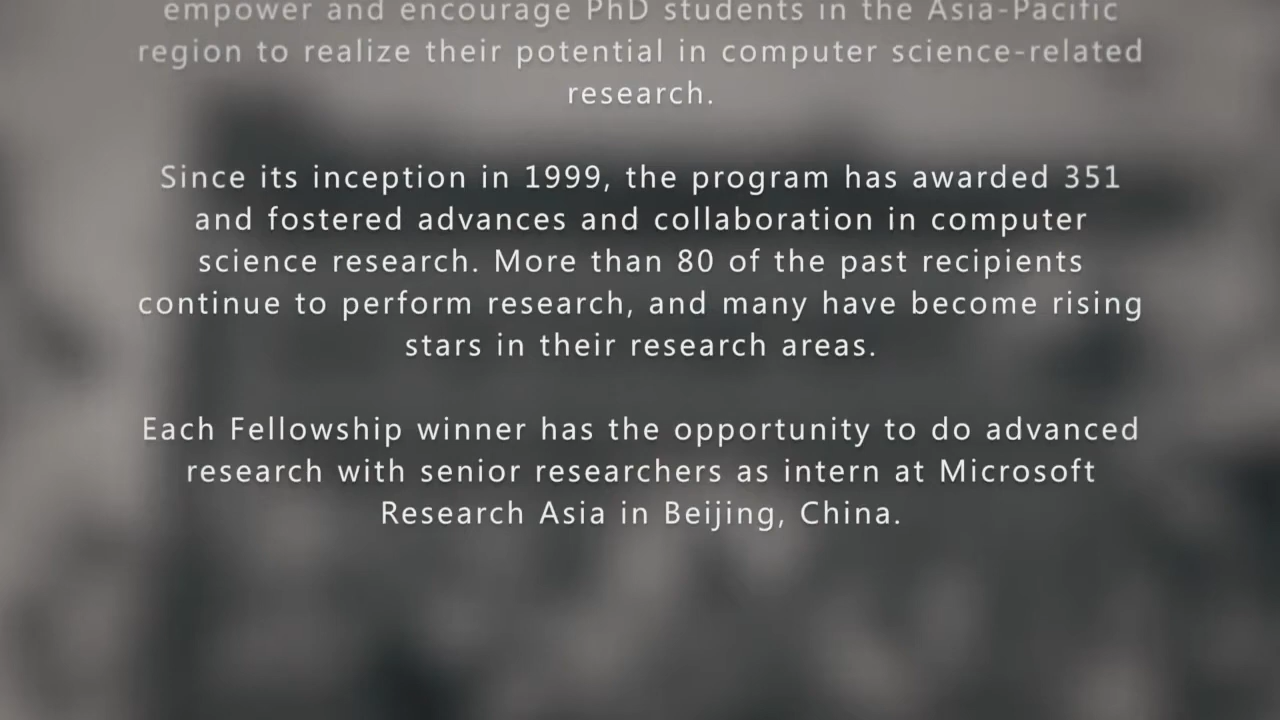 empower and encourage PhD students in the Asia-Pacific
region to realize their potential in computer science-related
research.
Since its inception in 1999, the program has awarded 351
and fostered advances and collaboration in computer
science research. More than 80 of the past recipients
continue to perform research, and many have become rising
stars in their research areas.
Each Fellowship winner has the opportunity to do advanced
research with senior researchers as intern at Microsoft
Research Asia in Beijing, China.